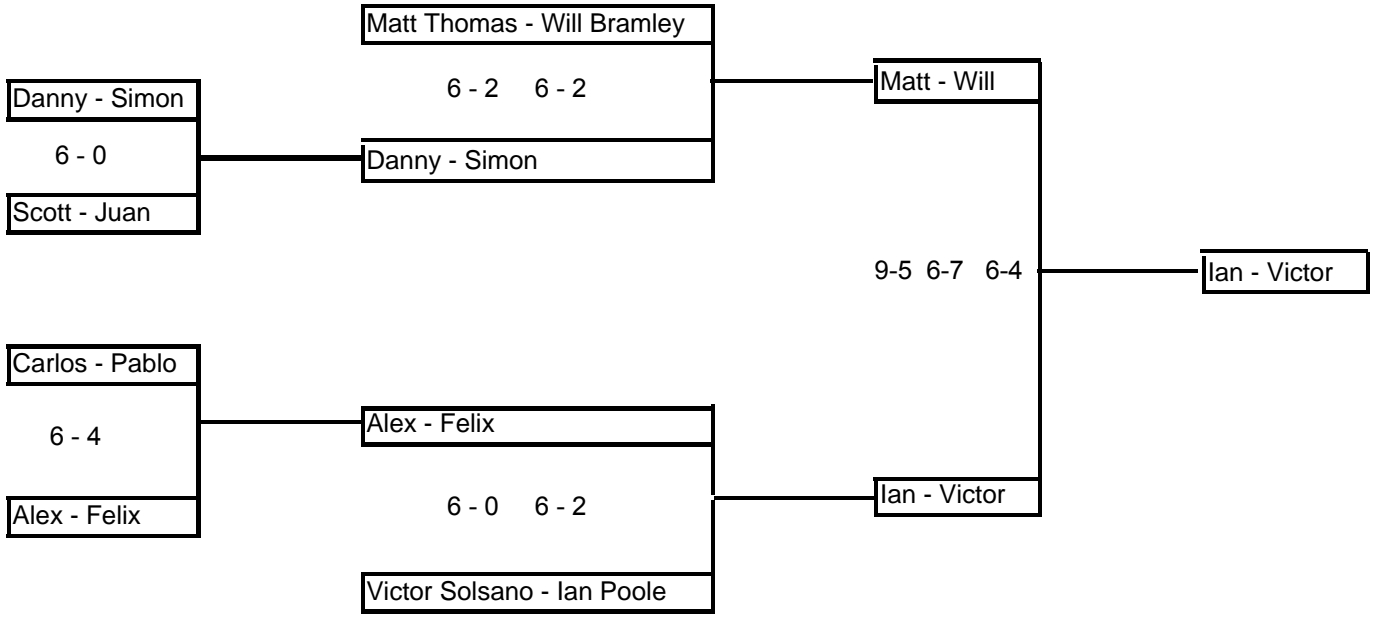 Matt Thomas - Will Bramley
6 - 2 6 - 2
Matt - Will
Danny - Simon
6 - 0
Danny - Simon
Scott - Juan
9-5 6-7 6-4
Ian - Victor
Carlos - Pablo
6 - 4
Alex - Felix
Alex - Felix
6 - 0 6 - 2
Ian - Victor
Victor Solsano - Ian Poole